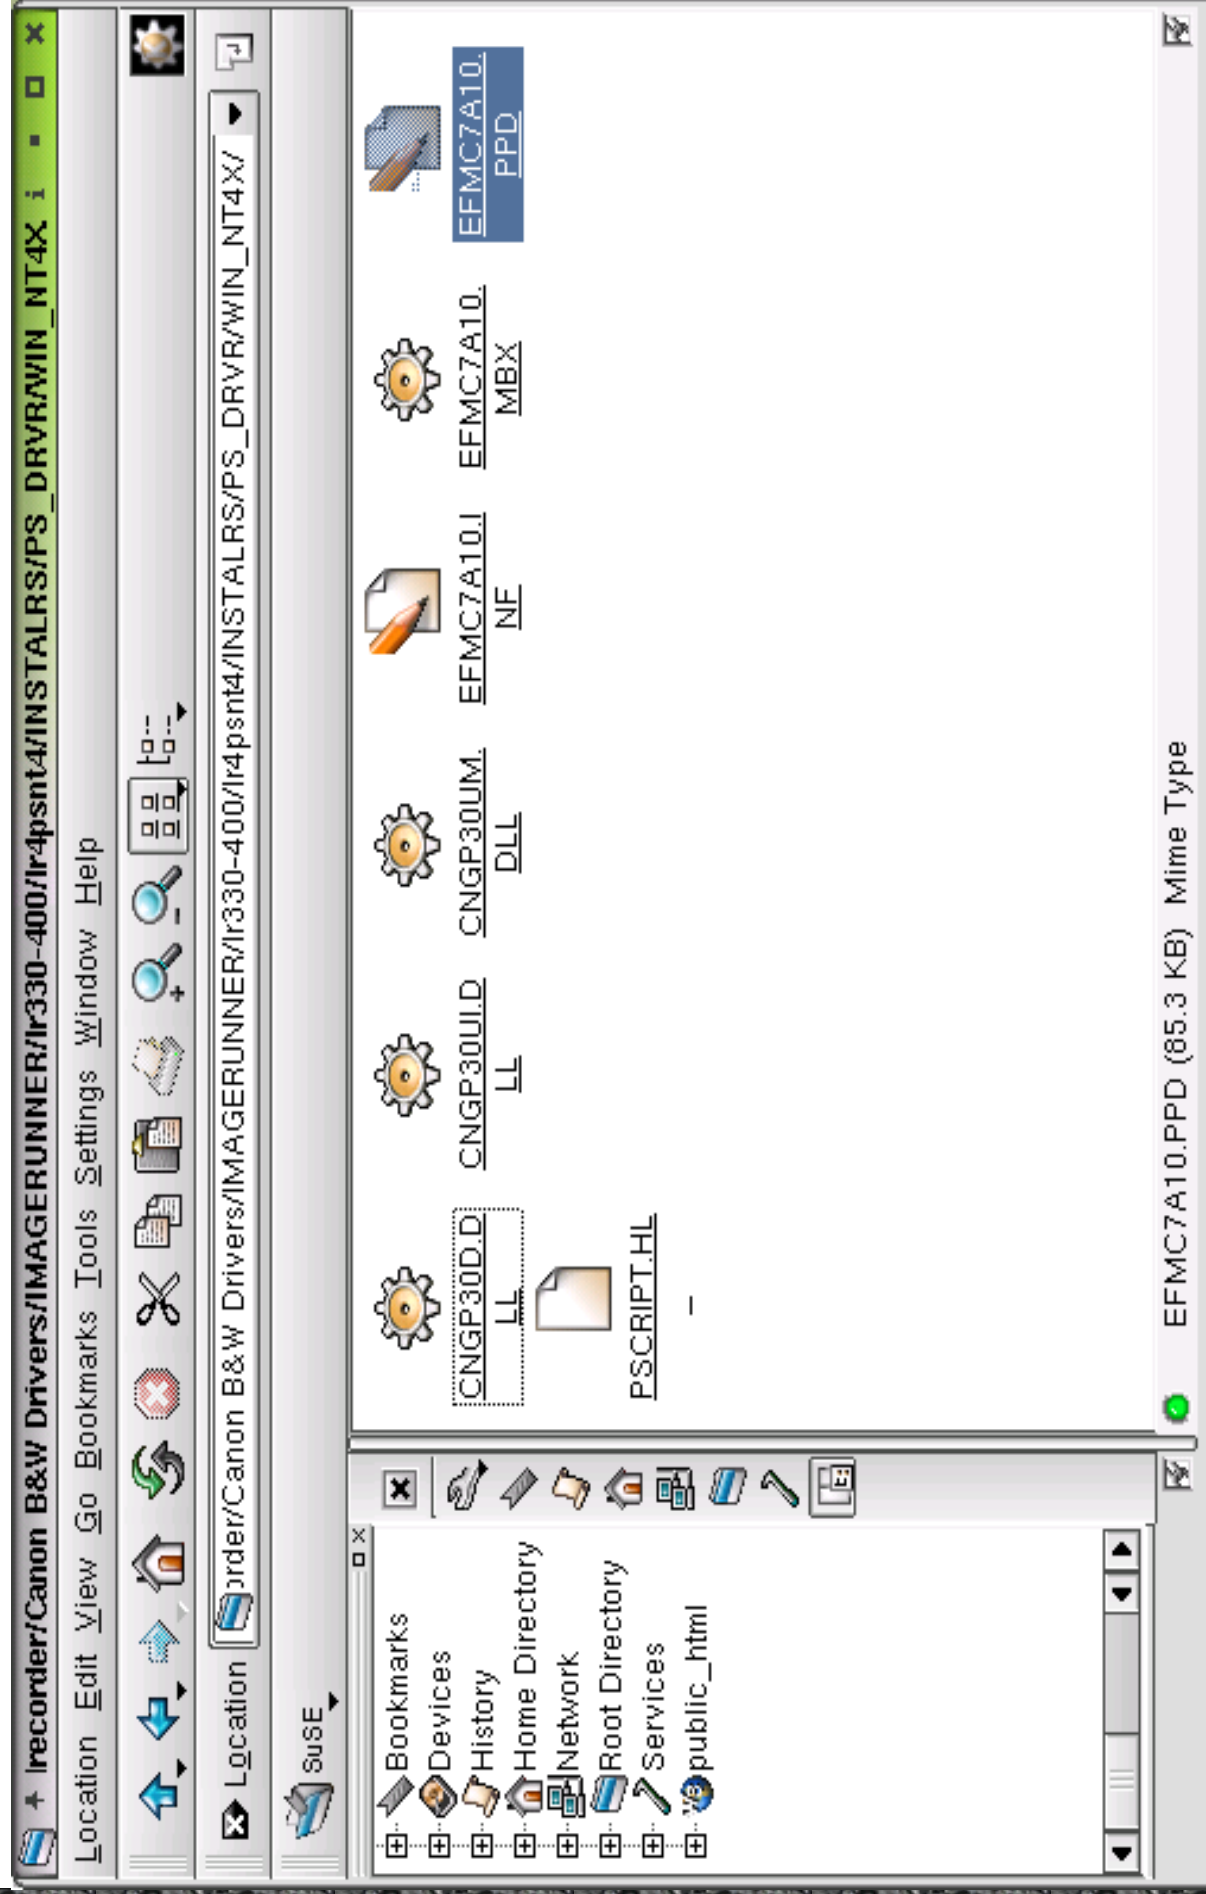 lrecorder/Canon B&W Drivers/IMAGERUNNER/Ir330-400/Ir4psnt4/INSTALRS/PS_DRVR/WIN_NT4X
Location Edit View Go Bookmarks Tools Settings Window Help
Location order/Canon B&W Drivers/IMAGERUNNER/Ir330-400/Ir4psnt4/INSTALRS/PS_DRVR/WIN_NT4X/
SuSE
Bookmarks
Devices
History
Home Directory
Network
Root Directory
Services
public_html
CNGP30D.D
LL
CNGP30UI.D
LL
CNGP30UM.
DLL
EFMC7A10.I
NF
EFMC7A10.
MBX
EFMC7A10.
PPD
PSCRIPT.HL
_
EFMC7A10.PPD (85.3 KB) Mime Type